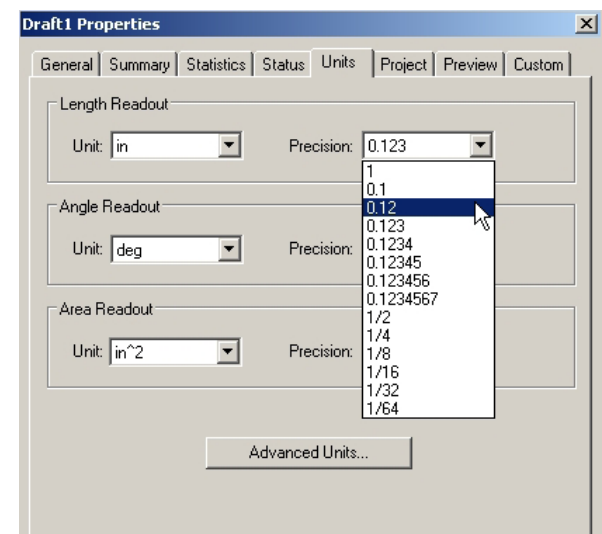 Draft1 Properties
General Summary Statistics Status Units Project Preview Custom
Length Readout
Unit: in Precision: 0.123
1
0.1
0.12
0.123
0.1234
0.12345
0.123456
0.1234567
1/2
1/4
1/8
1/16
1/32
1/64
Angle Readout
Unit: deg Precision:
Area Readout
Unit: in^2 Precision:
Advanced Units...